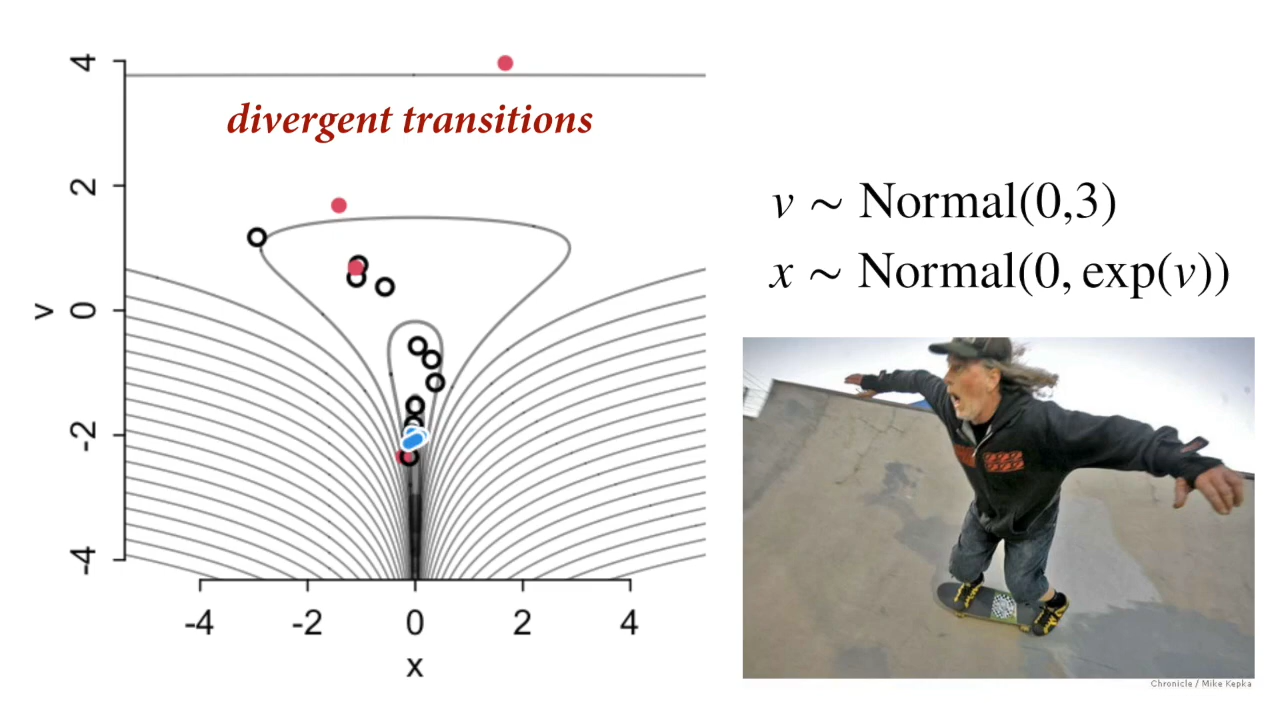 divergent transitions
v ~ Normal(0,3)
x ~ Normal(0, exp(v))
4
2
0
-2
-4
v
-4 -2 0 2 4
x
Chronicle / Mike Kepka